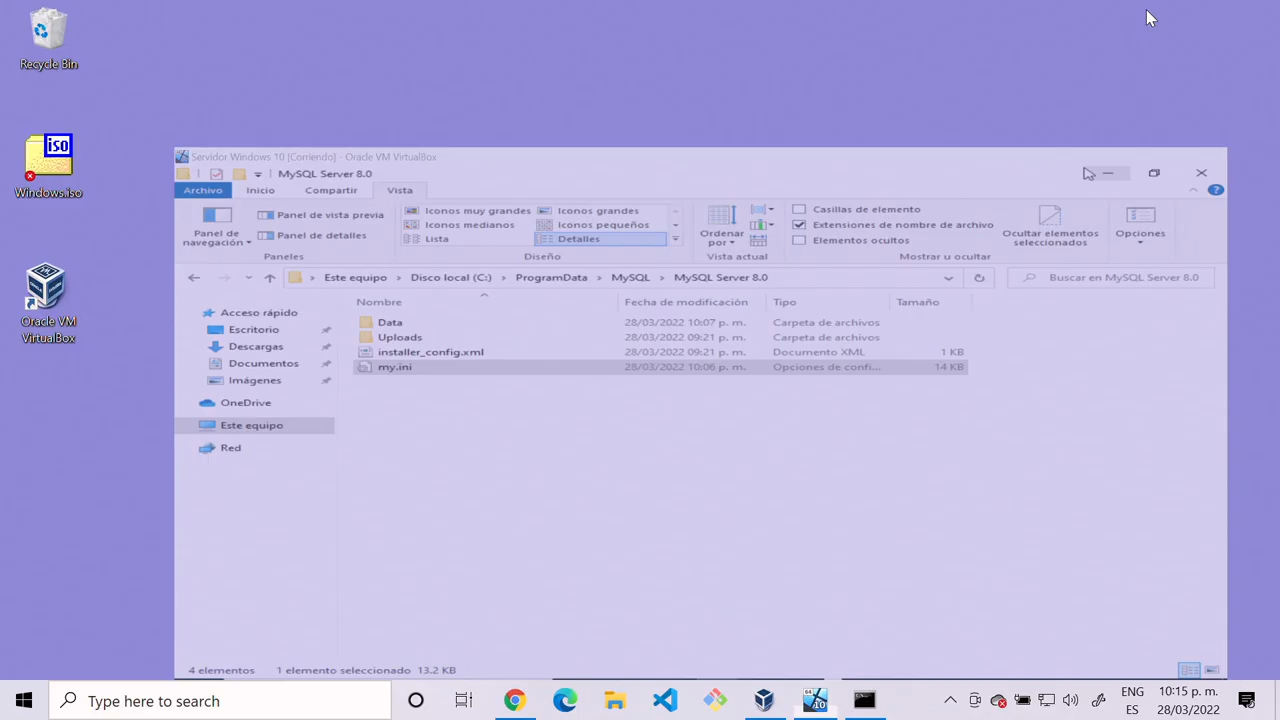 Recycle Bin
iso
Windows.iso
Oracle VM
VirtualBox
Servidor Windows 10 [Corriendo] - Oracle VM VirtualBox
MySQL Server 8.0
Archivo Inicio Compartir Vista
Panel de navegación
Panel de vista previa
Panel de detalles
Paneles
Iconos muy grandes Iconos grandes
Iconos medianos Iconos pequeños
Lista Detalles
Diseño
Ordenar por
Vista actual
Casillas de elemento
Extensiones de nombre de archivo
Elementos ocultos
Ocultar elementos seleccionados
Mostrar u ocultar
Opciones
Este equipo > Disco local (C:) > ProgramData > MySQL > MySQL Server 8.0
Buscar en MySQL Server 8.0
Acceso rápido
Escritorio
Descargas
Documentos
Imágenes
OneDrive
Este equipo
Red
Nombre Fecha de modificación Tipo Tamaño
Data 28/03/2022 10:07 p. m. Carpeta de archivos
Uploads 28/03/2022 09:21 p. m. Carpeta de archivos
installer_config.xml 28/03/2022 09:21 p. m. Documento XML 1 KB
my.ini 28/03/2022 10:06 p. m. Opciones de confi... 14 KB
4 elementos 1 elemento seleccionado 13.2 KB
Type here to search
64
10
ENG
ES
10:15 p. m.
28/03/2022